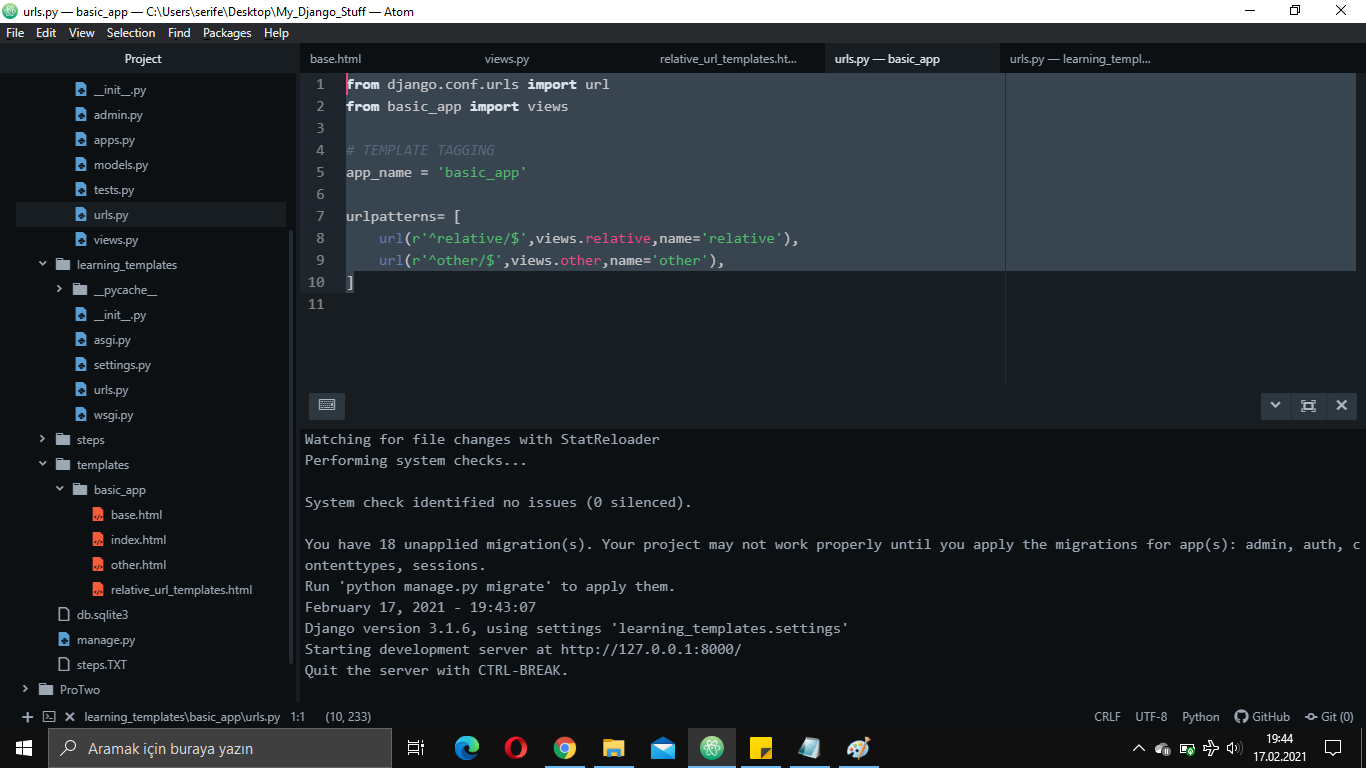 urls.py — basic_app — C:\Users\serife\Desktop\My_Django_Stuff — Atom
File Edit View Selection Find Packages Help
Project
__init__.py
admin.py
apps.py
models.py
tests.py
urls.py
views.py
learning_templates
__pycache__
__init__.py
asgi.py
settings.py
urls.py
wsgi.py
steps
templates
basic_app
base.html
index.html
other.html
relative_url_templates.html
db.sqlite3
manage.py
steps.TXT
ProTwo
base.html views.py relative_url_templates.ht... urls.py — basic_app urls.py — learning_templ...
1 from django.conf.urls import url
2 from basic_app import views
3
4 # TEMPLATE TAGGING
5 app_name = 'basic_app'
6
7 urlpatterns= [
8 url(r'^relative/$',views.relative,name='relative'),
9 url(r'^other/$',views.other,name='other'),
10 ]
11
Watching for file changes with StatReloader
Performing system checks...
System check identified no issues (0 silenced).
You have 18 unapplied migration(s). Your project may not work properly until you apply the migrations for app(s): admin, auth, c
ontenttypes, sessions.
Run 'python manage.py migrate' to apply them.
February 17, 2021 - 19:43:07
Django version 3.1.6, using settings 'learning_templates.settings'
Starting development server at http://127.0.0.1:8000/
Quit the server with CTRL-BREAK.
learning_templates\basic_app\urls.py 1:1 (10, 233) CRLF UTF-8 Python GitHub Git (0)
Aramak için buraya yazın
19:44
17.02.2021